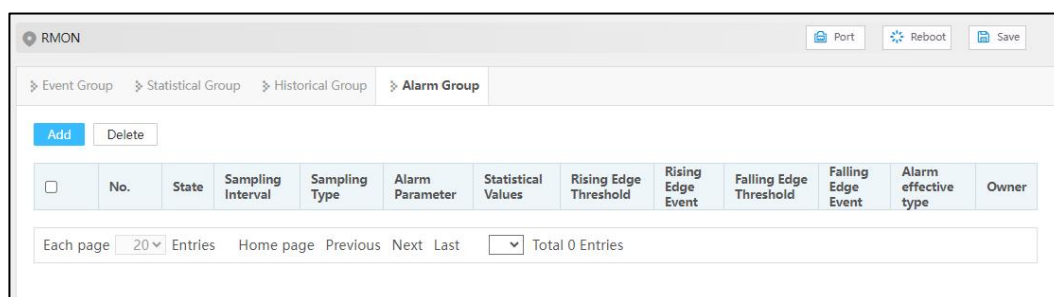 RMON Port Reboot Save
Event Group Statistical Group Historical Group Alarm Group
Add Delete
No. State Sampling Interval Sampling Type Alarm Parameter Statistical Values Rising Edge Threshold Rising Edge Event Falling Edge Threshold Falling Edge Event Alarm effective type Owner
Each page 20 Entries Home page Previous Next Last Total 0 Entries